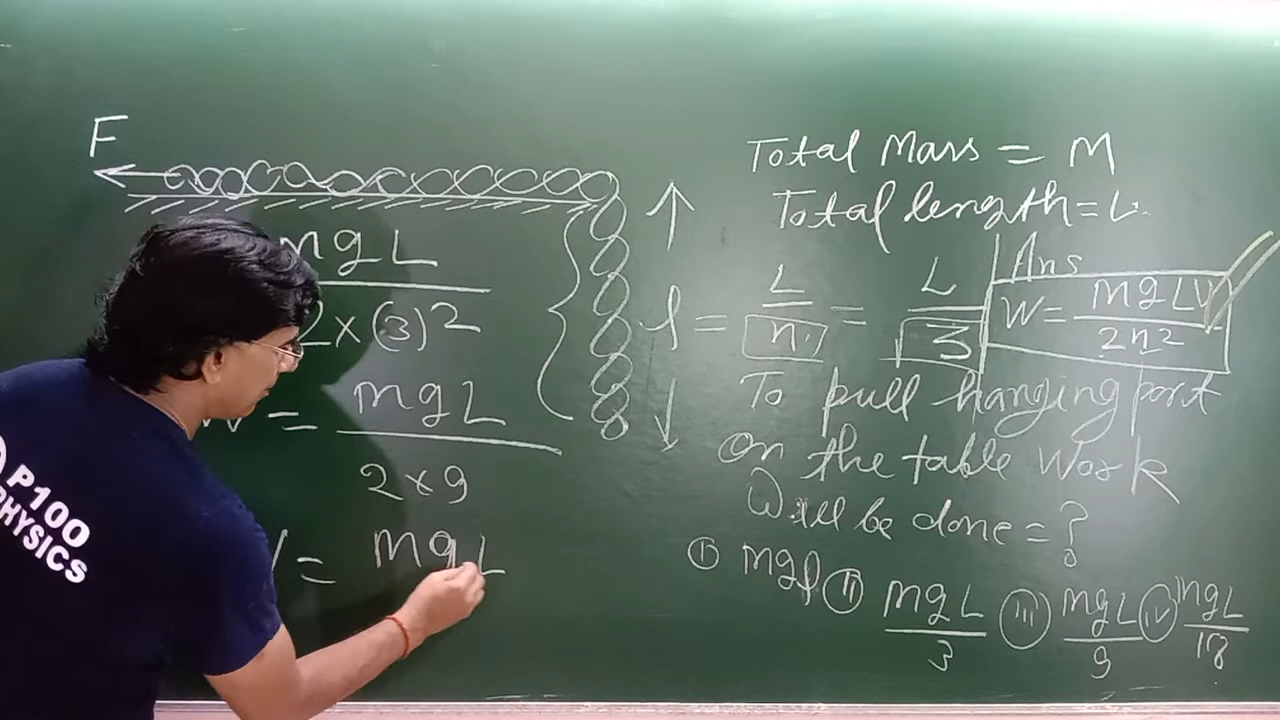 F
mgL
2×(3)²
W = mgL
2×9
= mgL
Total Mass = M
Total length = L
l = L/n = L/3
Ans
W = MgL
2n²
To pull hanging part
on the table Work
Will be done = ?
(i) mgl (ii) mgL/3 (iii) mgL/9 (iv) mgL/18
P100
PHYSICS